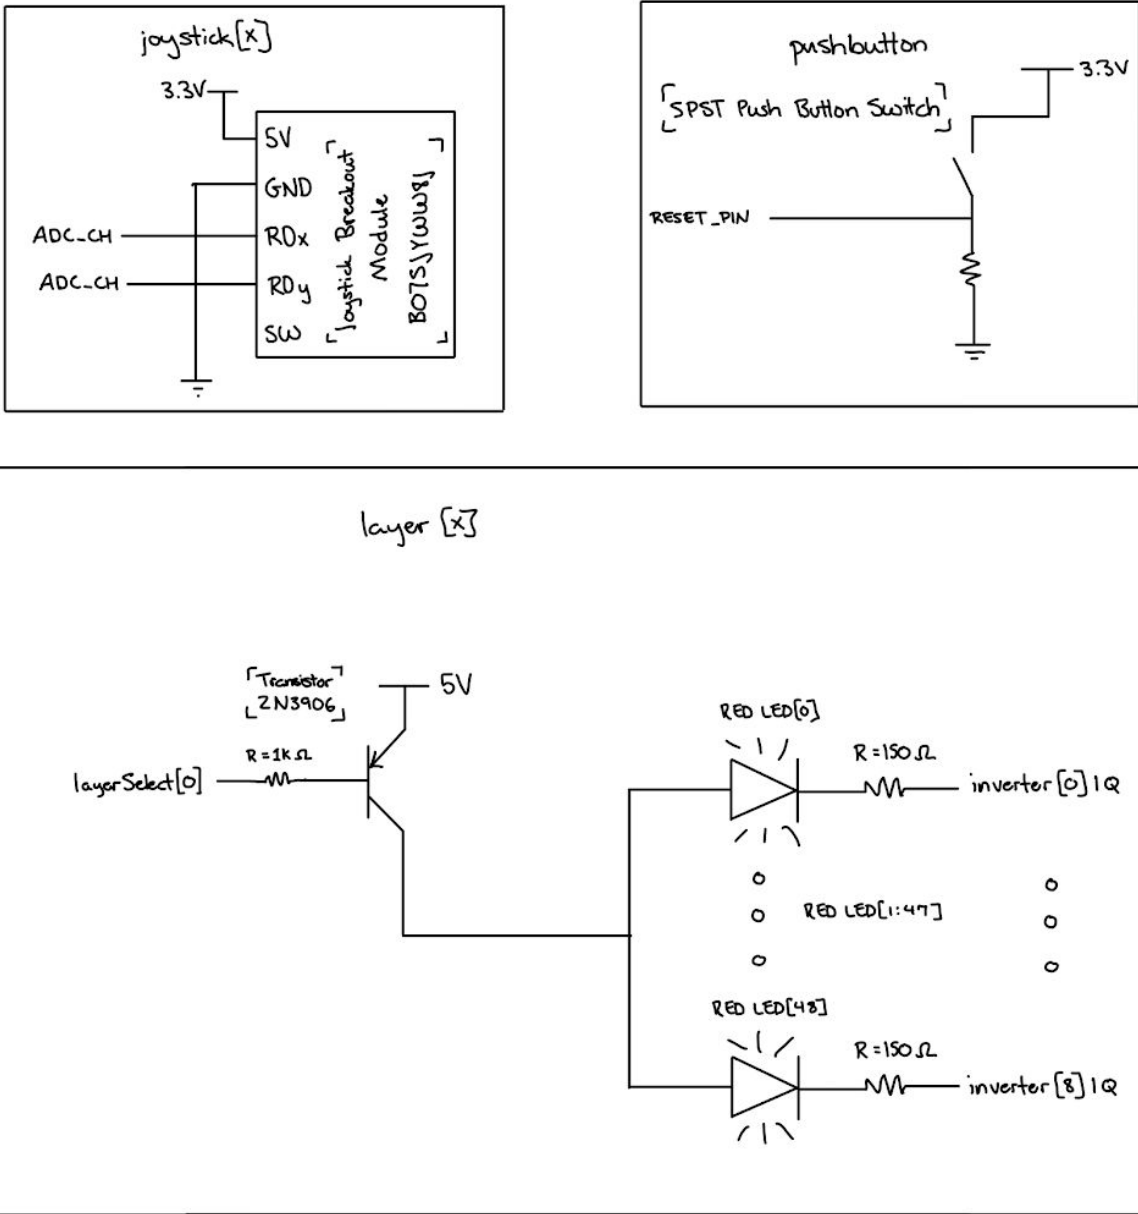 joystick[x]
3.3V
5V
GND
RDx
RDy
SW
ADC_CH
ADC_CH
Joystick Breakout
Module
B07SJYWW8J
pushbutton
3.3V
SPST Push Button Switch
RESET_PIN
layer [x]
Transistor
2N3906
5V
R=1KΩ
layerSelect[0]
RED LED[0]
R=150Ω
inverter[0]1Q
RED LED[1:47]
RED LED[48]
R=150Ω
inverter[8]1Q